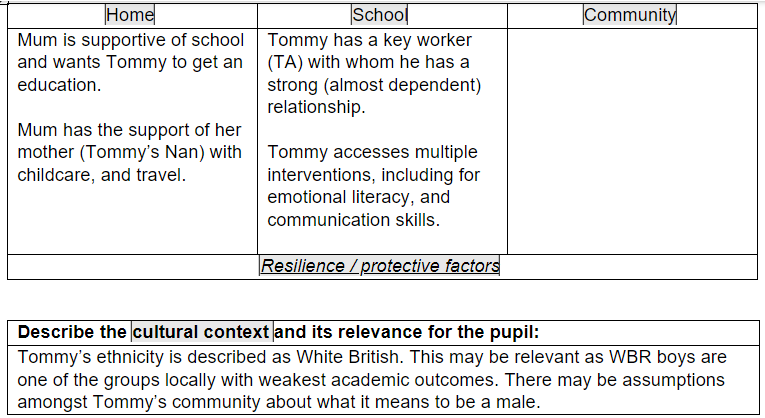 Home
School
Community
Mum is supportive of school
and wants Tommy to get an
education.
Mum has the support of her
mother (Tommy’s Nan) with
childcare, and travel.
Tommy has a key worker
(TA) with whom he has a
strong (almost dependent)
relationship.
Tommy accesses multiple
interventions, including for
emotional literacy, and
communication skills.
Resilience / protective factors
Describe the cultural context and its relevance for the pupil:
Tommy’s ethnicity is described as White British. This may be relevant as WBR boys are
one of the groups locally with weakest academic outcomes. There may be assumptions
amongst Tommy’s community about what it means to be a male.